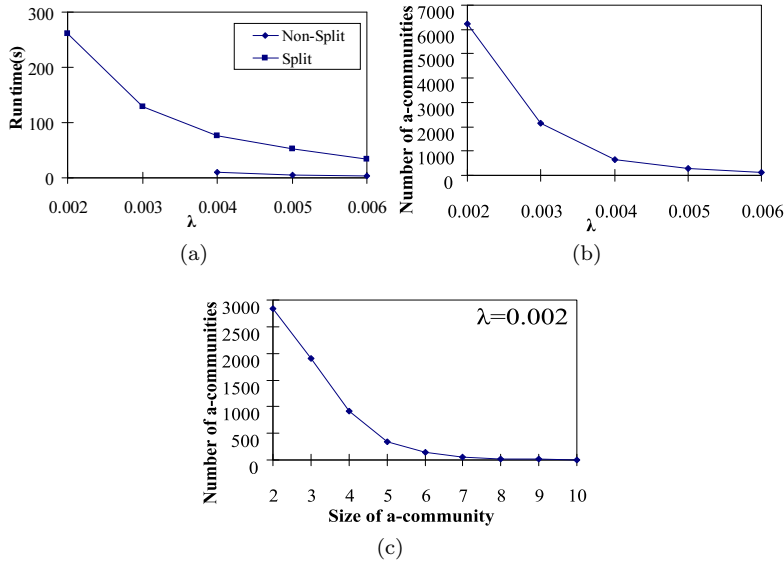 300
200
100
0
Runtime(s)
Non-Split
Split
0.002 0.003 0.004 0.005 0.006
λ
(a)
7000
6000
5000
4000
3000
2000
1000
0
Number of a-communities
0.002 0.003 0.004 0.005 0.006
λ
(b)
3000
2500
2000
1500
1000
500
0
Number of a-communities
λ=0.002
2 3 4 5 6 7 8 9 10
Size of a-community
(c)